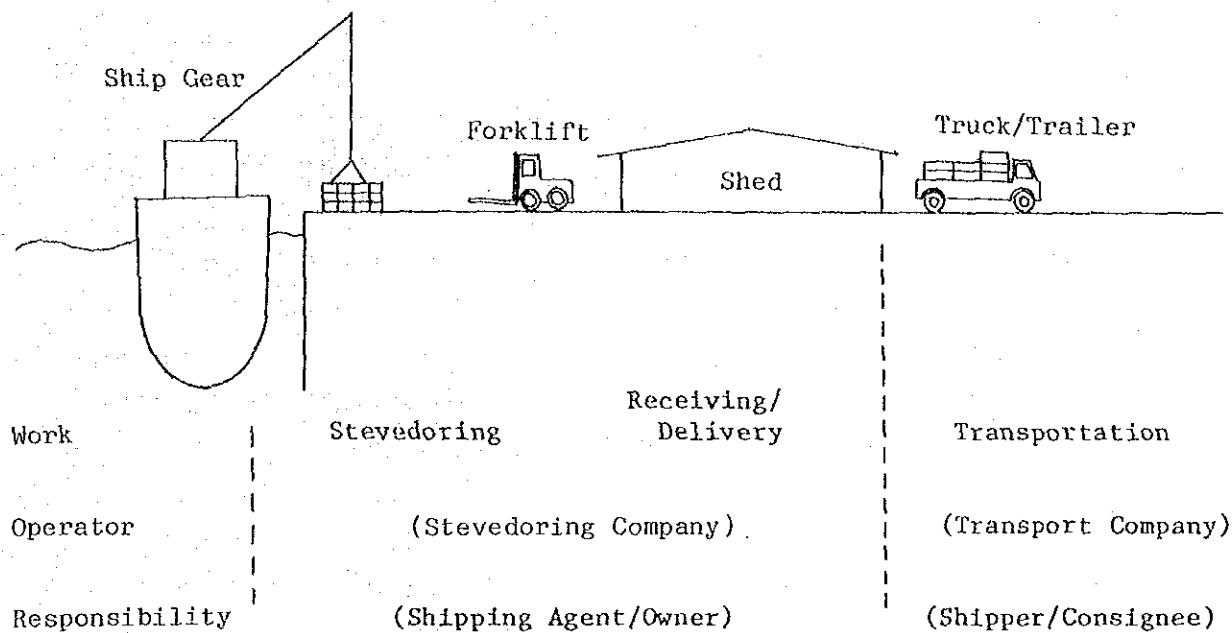 Ship Gear
Forklift
Shed
Truck/Trailer
Receiving/
Work Stevedoring Delivery Transportation
Operator (Stevedoring Company) (Transport Company)
Responsibility (Shipping Agent/Owner) (Shipper/Consignee)